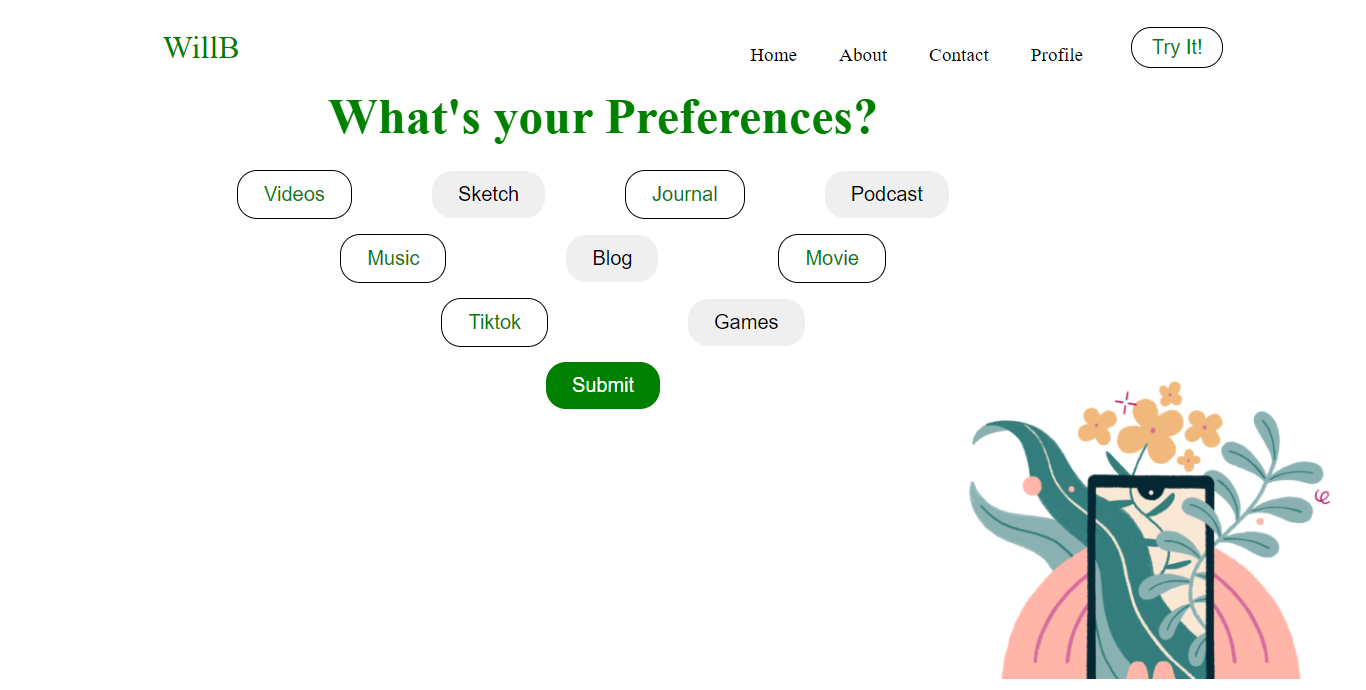 WillB
Home About Contact Profile Try It!
What's your Preferences?
Videos Sketch Journal Podcast
Music Blog Movie
Tiktok Games
Submit